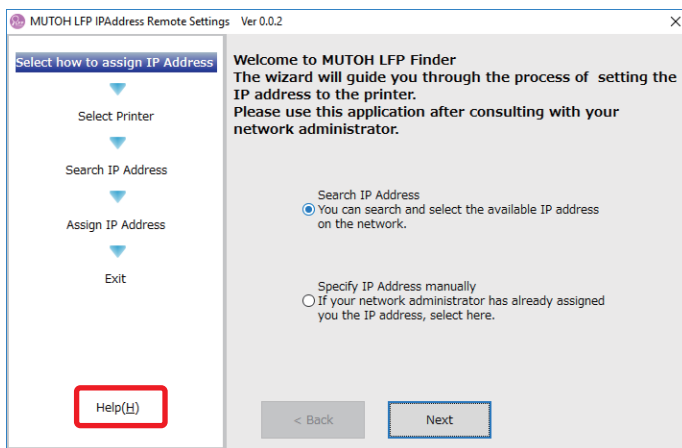 MUTOH LFP IPAddress Remote Settings Ver 0.0.2
Select how to assign IP Address
Select Printer
Search IP Address
Assign IP Address
Exit
Help(H)
Welcome to MUTOH LFP Finder
The wizard will guide you through the process of setting the
IP address to the printer.
Please use this application after consulting with your
network administrator.
Search IP Address
You can search and select the available IP address
on the network.
Specify IP Address manually
If your network administrator has already assigned
you the IP address, select here.
< Back
Next